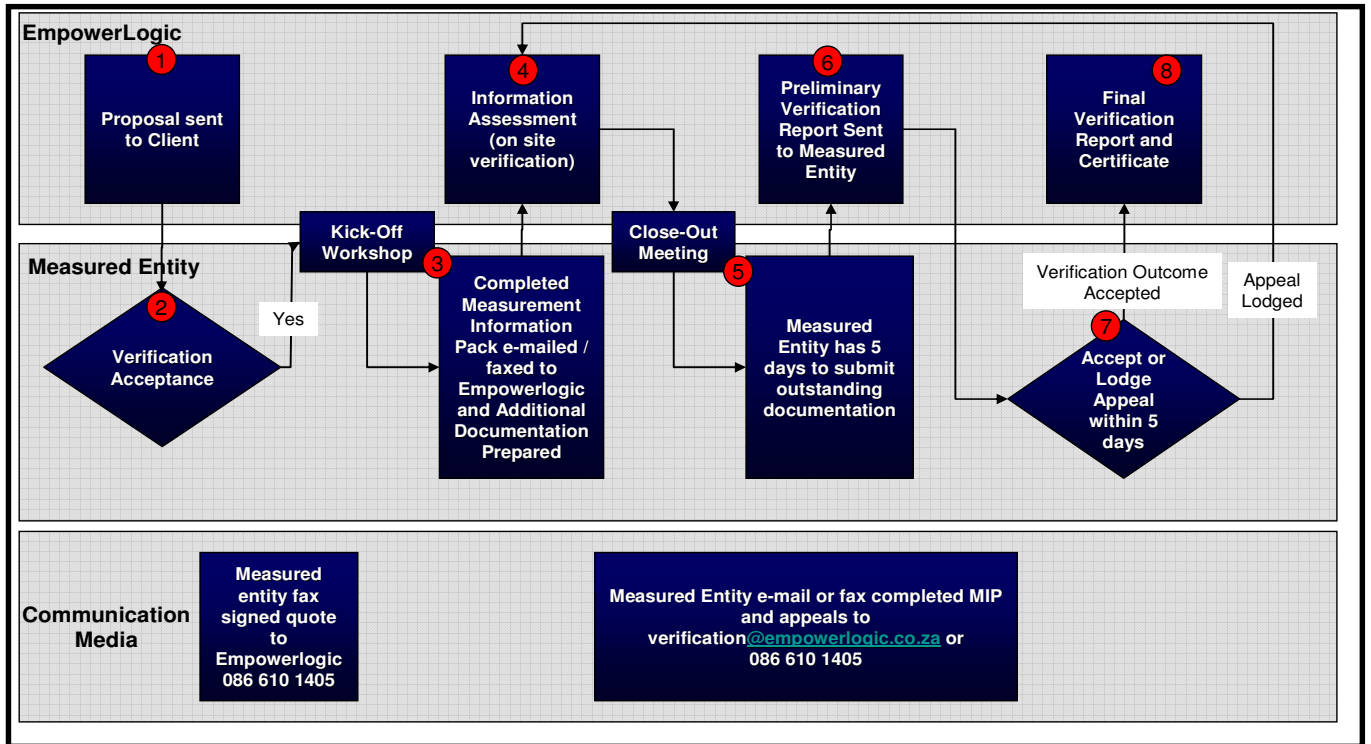 EmpowerLogic
1
Proposal sent
to Client
4
Information
Assessment
(on site
verification)
6
Preliminary
Verification
Report Sent
to Measured
Entity
8
Final
Verification
Report and
Certificate
Kick-Off
Workshop
Close-Out
Meeting
Measured Entity
2
Verification
Acceptance
Yes
3
Completed
Measurement
Information
Pack e-mailed /
faxed to
Empowerlogic
and Additional
Documentation
Prepared
5
Measured
Entity has 5
days to submit
outstanding
documentation
Verification Outcome
Accepted
Appeal
Lodged
7
Accept or
Lodge
Appeal
within 5
days
Communication
Media
Measured
entity fax
signed quote
to
Empowerlogic
086 610 1405
Measured Entity e-mail or fax completed MIP
and appeals to
verification@empowerlogic.co.za or
086 610 1405